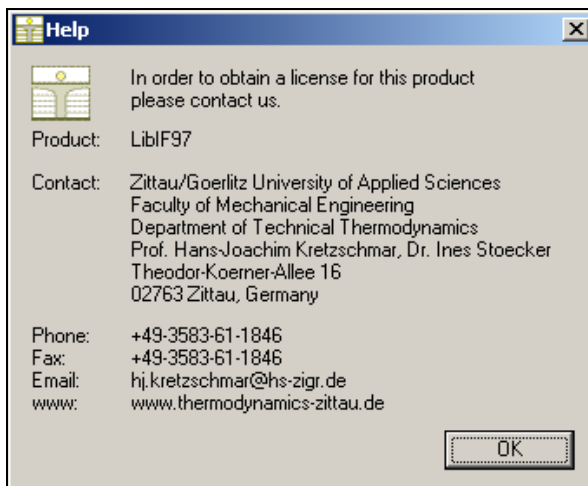 Help
In order to obtain a license for this product
please contact us.
Product: LibIF97
Contact: Zittau/Goerlitz University of Applied Sciences
Faculty of Mechanical Engineering
Department of Technical Thermodynamics
Prof. Hans-Joachim Kretzschmar, Dr. Ines Stoecker
Theodor-Koerner-Allee 16
02763 Zittau, Germany
Phone: +49-3583-61-1846
Fax: +49-3583-61-1846
Email: hj.kretzschmar@hs-zigr.de
www: www.thermodynamics-zittau.de
OK